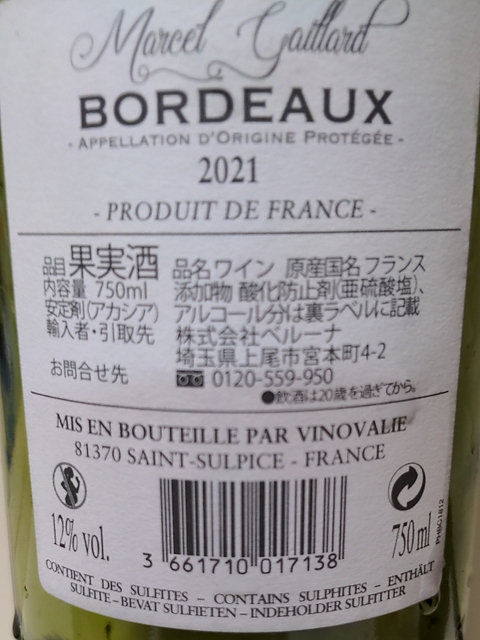 Marcel Gaillard
BORDEAUX
- APPELLATION D'ORIGINE PROTÉGÉE -
2021
- PRODUIT DE FRANCE -
品目 果実酒 品名 ワイン 原産国名 フランス
内容量 750ml 添加物 酸化防止剤(亜硫酸塩)、
安定剤(アカシア) アルコール分は裏ラベルに記載
輸入者・引取先 株式会社ベルーナ
埼玉県上尾市宮本町4-2
お問合せ先 0120-559-950
●飲酒は20歳を過ぎてから。
MIS EN BOUTEILLE PAR VINOVALIE
81370 SAINT-SULPICE - FRANCE
12% vol.
3 661710 017138
750 ml
PHBG1812
CONTIENT DES SULFITES – CONTAINS SULPHITES – ENTHÄLT
SULFITE – BEVAT SULFIETEN – INDEHOLDER SULFITTER